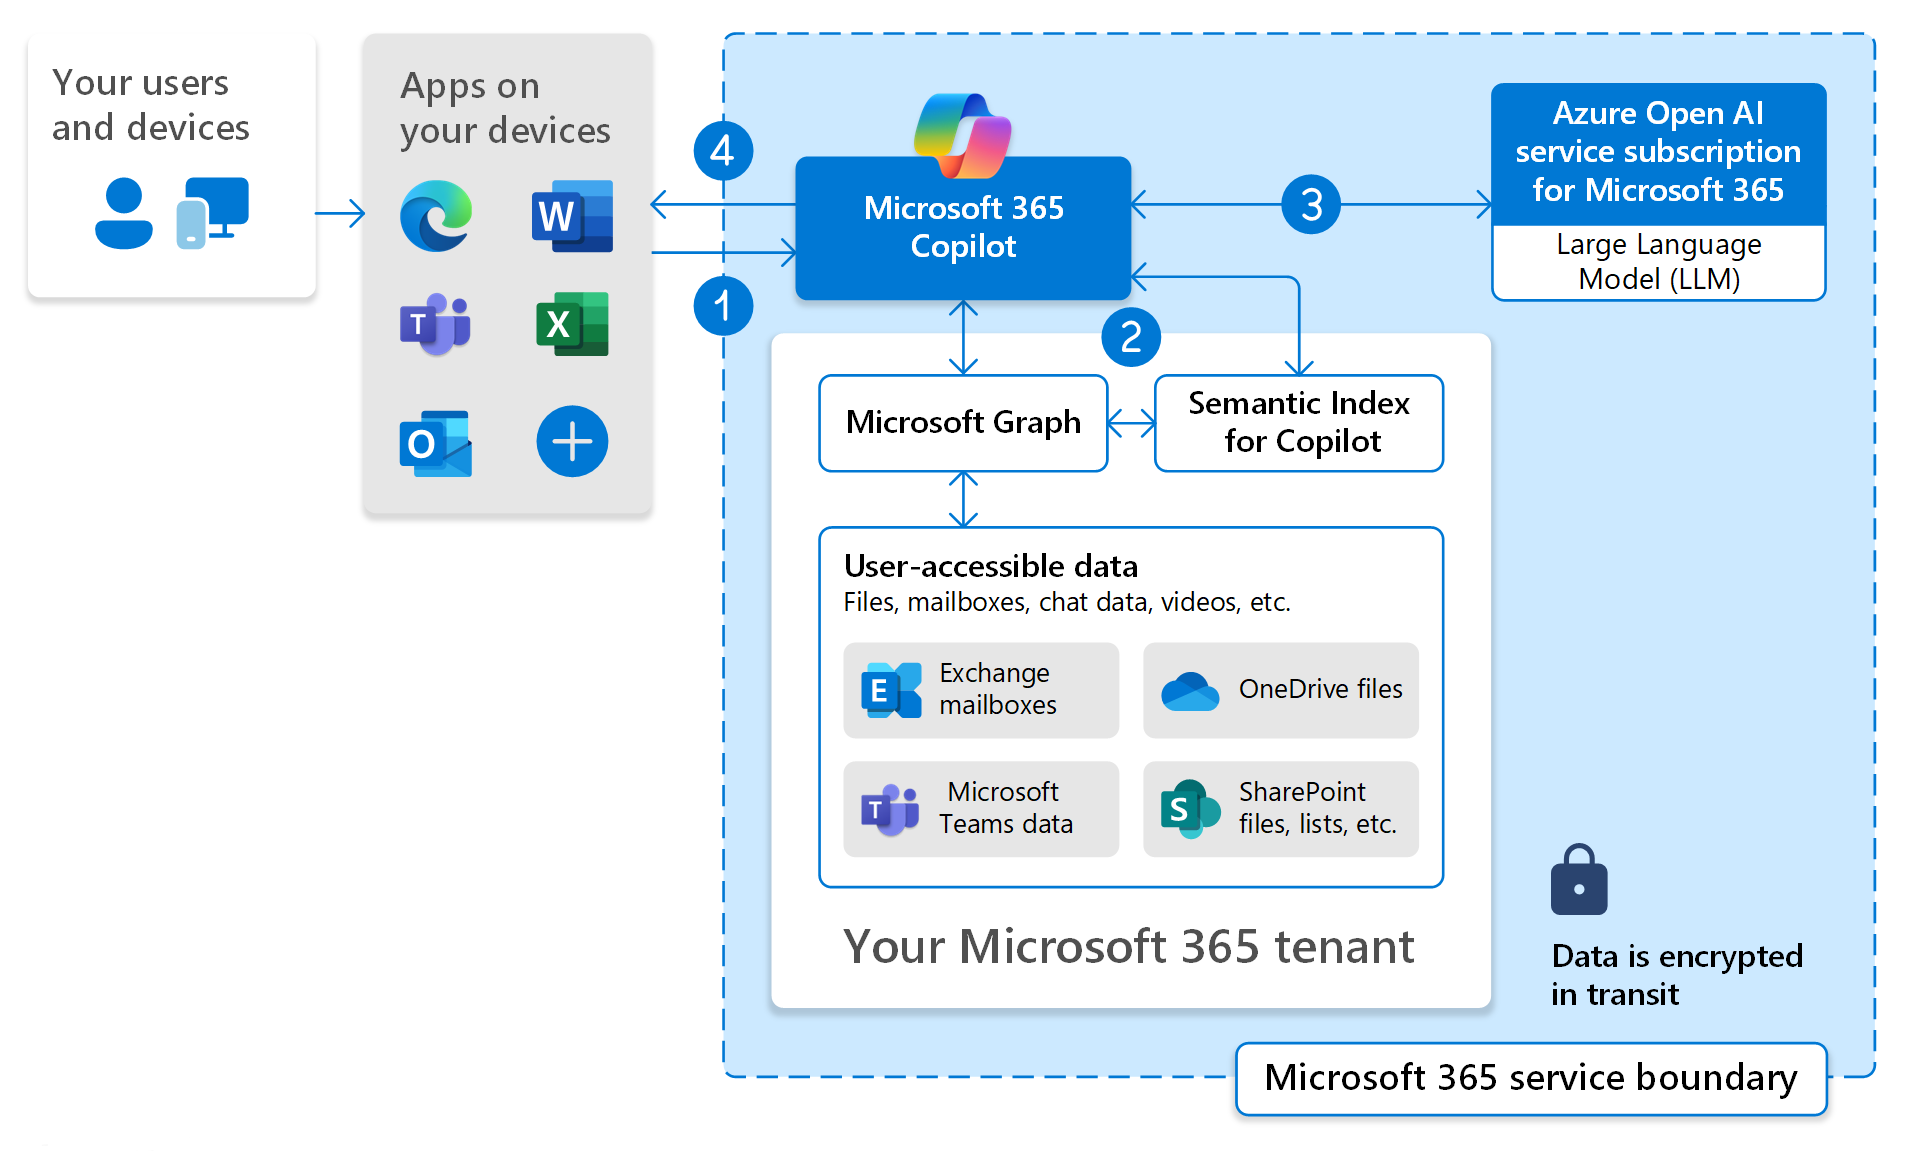 Your users
and devices
Apps on
your devices
W
T
X
O
4
1
Microsoft 365
Copilot
3
2
Azure Open AI
service subscription
for Microsoft 365
Large Language
Model (LLM)
Microsoft Graph
Semantic Index
for Copilot
User-accessible data
Files, mailboxes, chat data, videos, etc.
E
Exchange
mailboxes
OneDrive files
T
Microsoft
Teams data
S
SharePoint
files, lists, etc.
Your Microsoft 365 tenant
Data is encrypted
in transit
Microsoft 365 service boundary